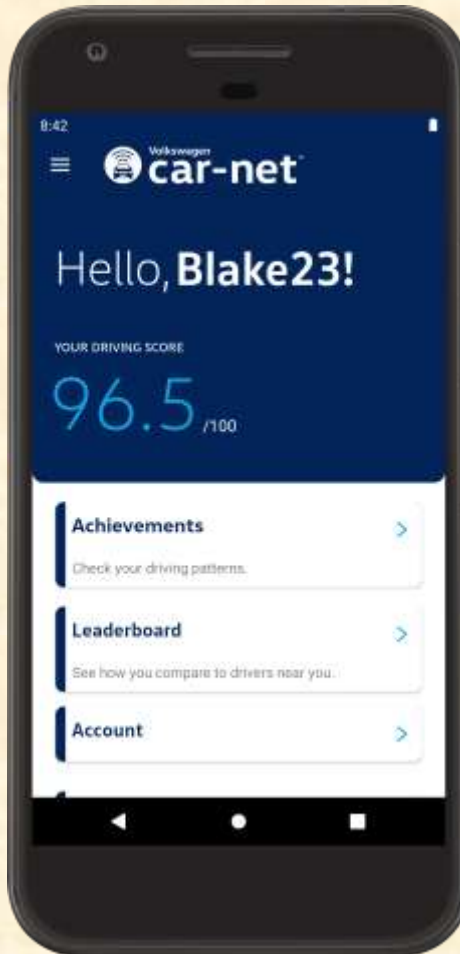 8:42
Volkswagen
car-net
Hello, Blake23!
YOUR DRIVING SCORE
96.5 /100
Achievements
Check your driving patterns.
Leaderboard
See how you compare to drivers near you.
Account